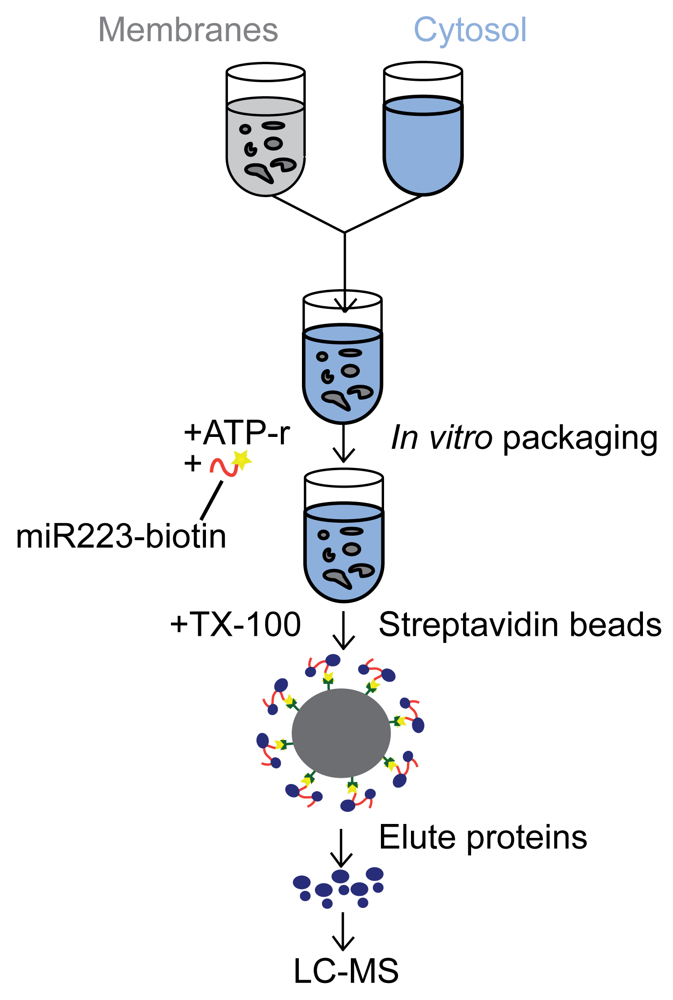 Membranes
Cytosol
+ATP-r
+
In vitro packaging
miR223-biotin
+TX-100
Streptavidin beads
Elute proteins
LC-MS